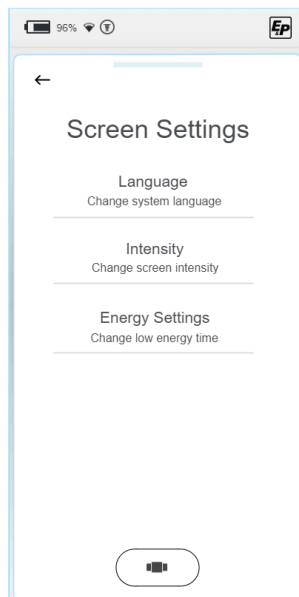 96%
EP
Screen Settings
Language
Change system language
Intensity
Change screen intensity
Energy Settings
Change low energy time